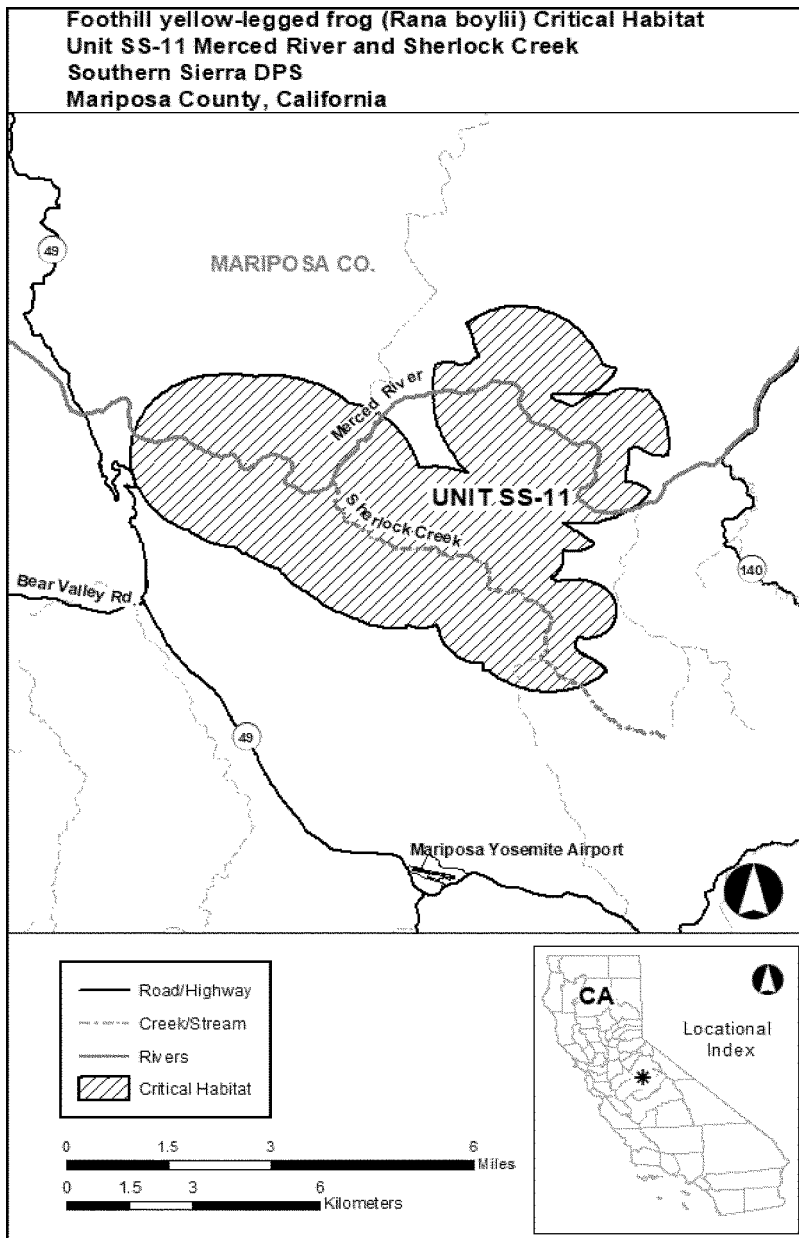 Foothill yellow-legged frog (Rana boylii) Critical Habitat
Unit SS-11 Merced River and Sherlock Creek
Southern Sierra DPS
Mariposa County, California
49
MARIPOSA CO.
Merced River
UNIT SS-11
Sherlock Creek
140
Bear Valley Rd
49
Mariposa Yosemite Airport
Road/Highway
Creek/Stream
Rivers
Critical Habitat
0 1.5 3 6
Miles
0 1.5 3 6
Kilometers
CA
Locational
Index